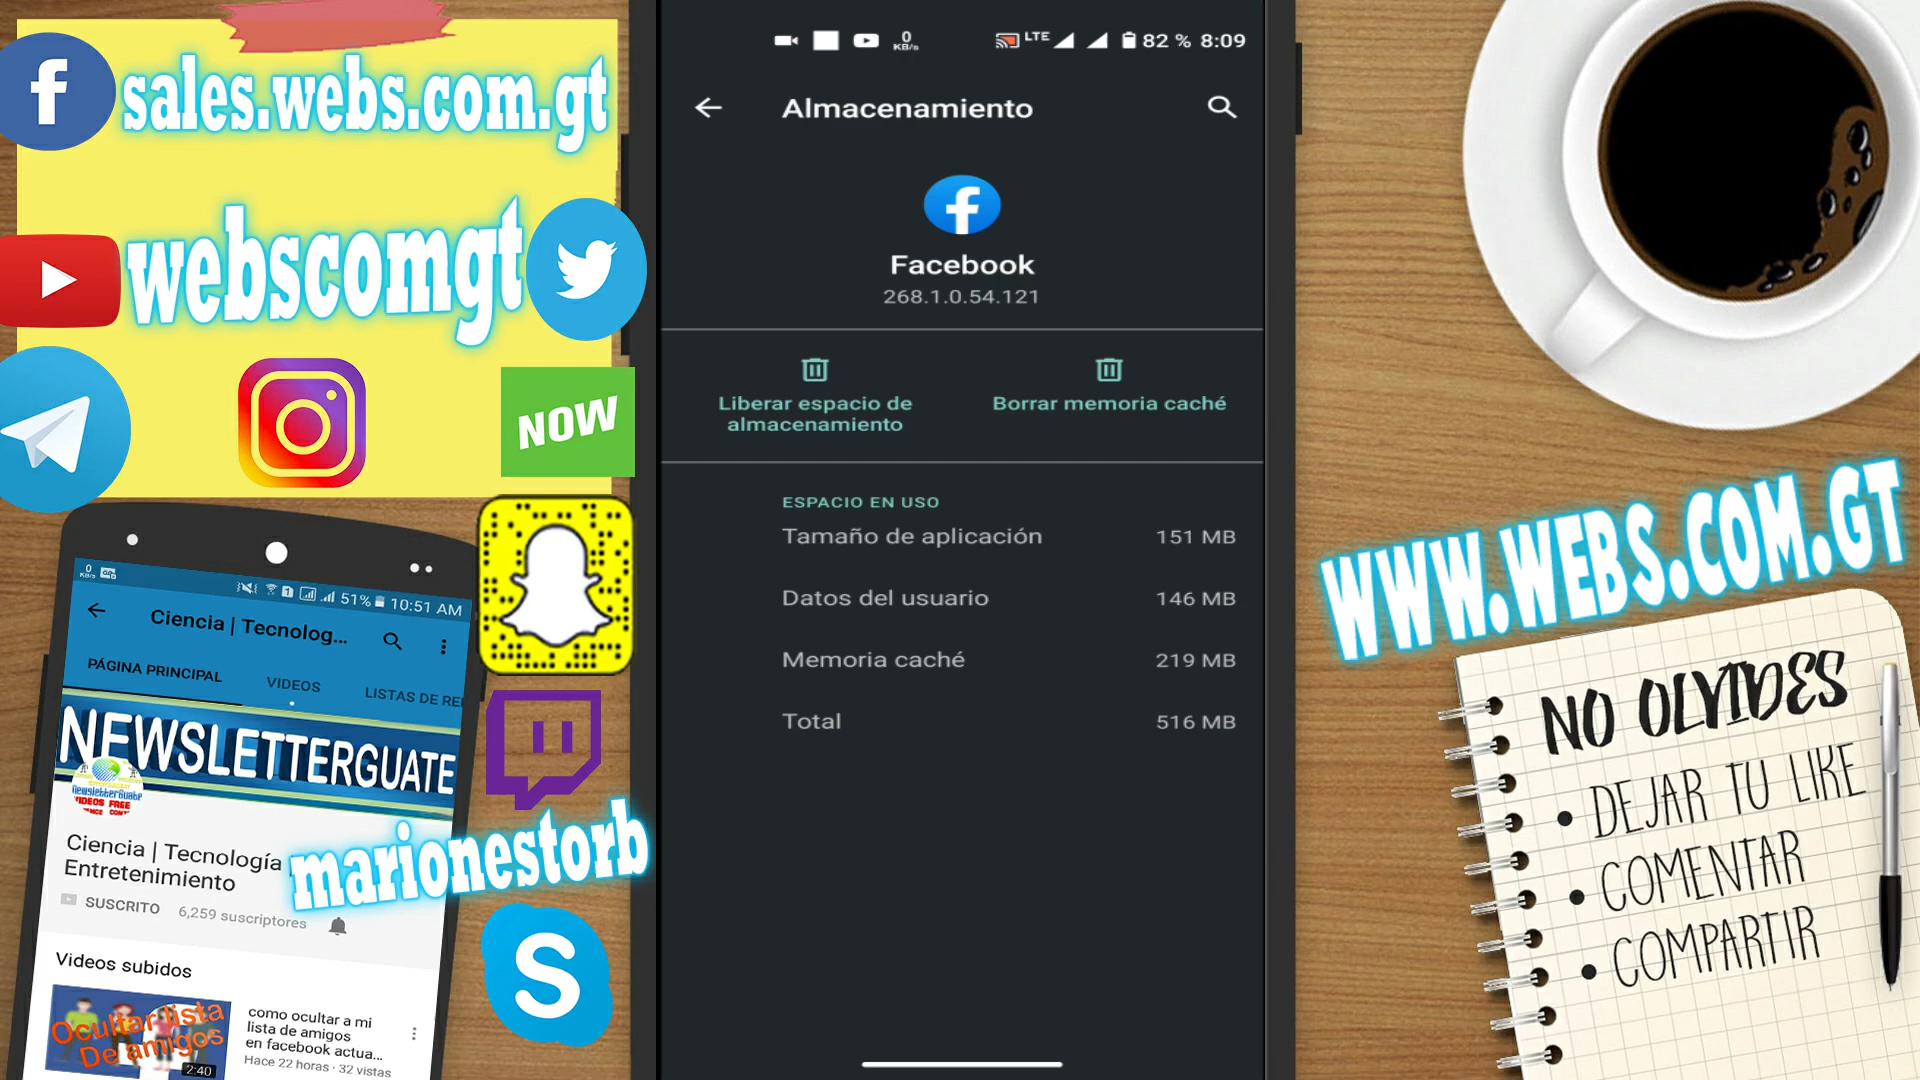 sales.webs.com.gt
webscomgt
NOW
0
KB/s
51% 10:51 AM
Ciencia | Tecnolog...
PÁGINA PRINCIPAL
VIDEOS
LISTAS DE RE
NEWSLETTERGUATE
NewsletterGuate
VIDEOS FREE
Ciencia | Tecnología
Entretenimiento
SUSCRITO
6,259 suscriptores
Videos subidos
Ocultar lista
De amigos
2:40
como ocultar a mi
lista de amigos
en facebook actua...
Hace 22 horas · 32 vistas
marionestorb
0
KB/s
LTE
82 % 8:09
Almacenamiento
Facebook
268.1.0.54.121
Liberar espacio de
almacenamiento
Borrar memoria caché
ESPACIO EN USO
Tamaño de aplicación 151 MB
Datos del usuario 146 MB
Memoria caché 219 MB
Total 516 MB
WWW.WEBS.COM.GT
NO OLVIDES
• DEJAR TU LIKE
• COMENTAR
• COMPARTIR